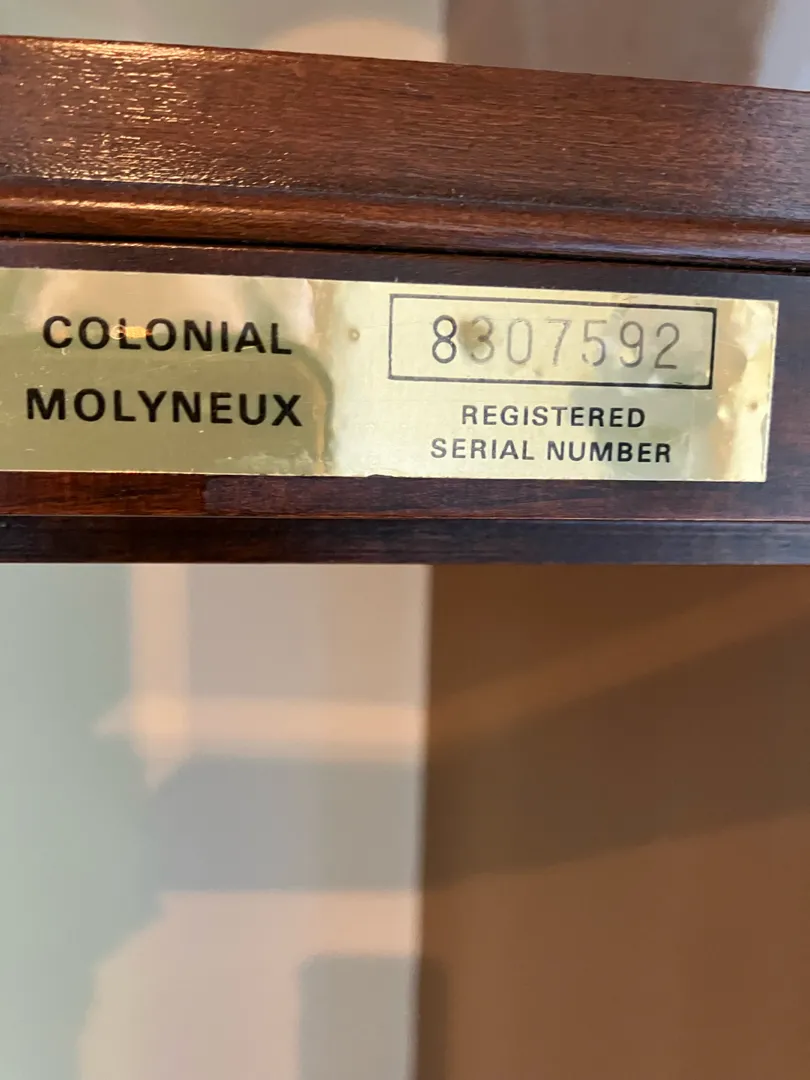 COLONIAL
MOLYNEUX
8307592
REGISTERED
SERIAL NUMBER